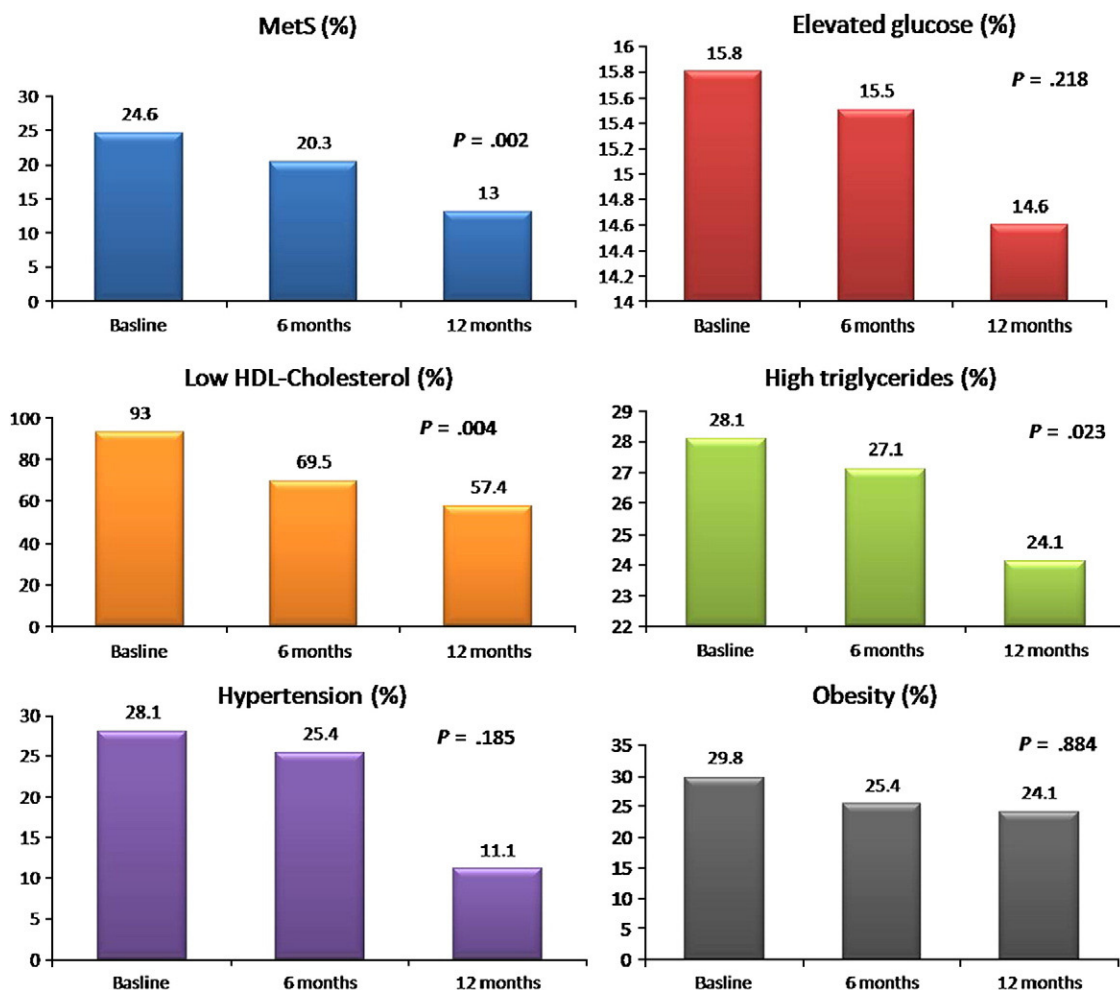 MetS (%)
30
25
20
15
10
5
0
24.6
20.3
13
P = .002
Basline
6 months
12 months
Elevated glucose (%)
16
15.8
15.6
15.4
15.2
15
14.8
14.6
14.4
14.2
14
15.8
15.5
14.6
P = .218
Basline
6 months
12 months
Low HDL-Cholesterol (%)
100
80
60
40
20
0
93
69.5
57.4
P = .004
Basline
6 months
12 months
High triglycerides (%)
29
28
27
26
25
24
23
22
28.1
27.1
24.1
P = .023
Basline
6 months
12 months
Hypertension (%)
30
25
20
15
10
5
0
28.1
25.4
11.1
P = .185
Basline
6 months
12 months
Obesity (%)
35
30
25
20
15
10
5
0
29.8
25.4
24.1
P = .884
Basline
6 months
12 months